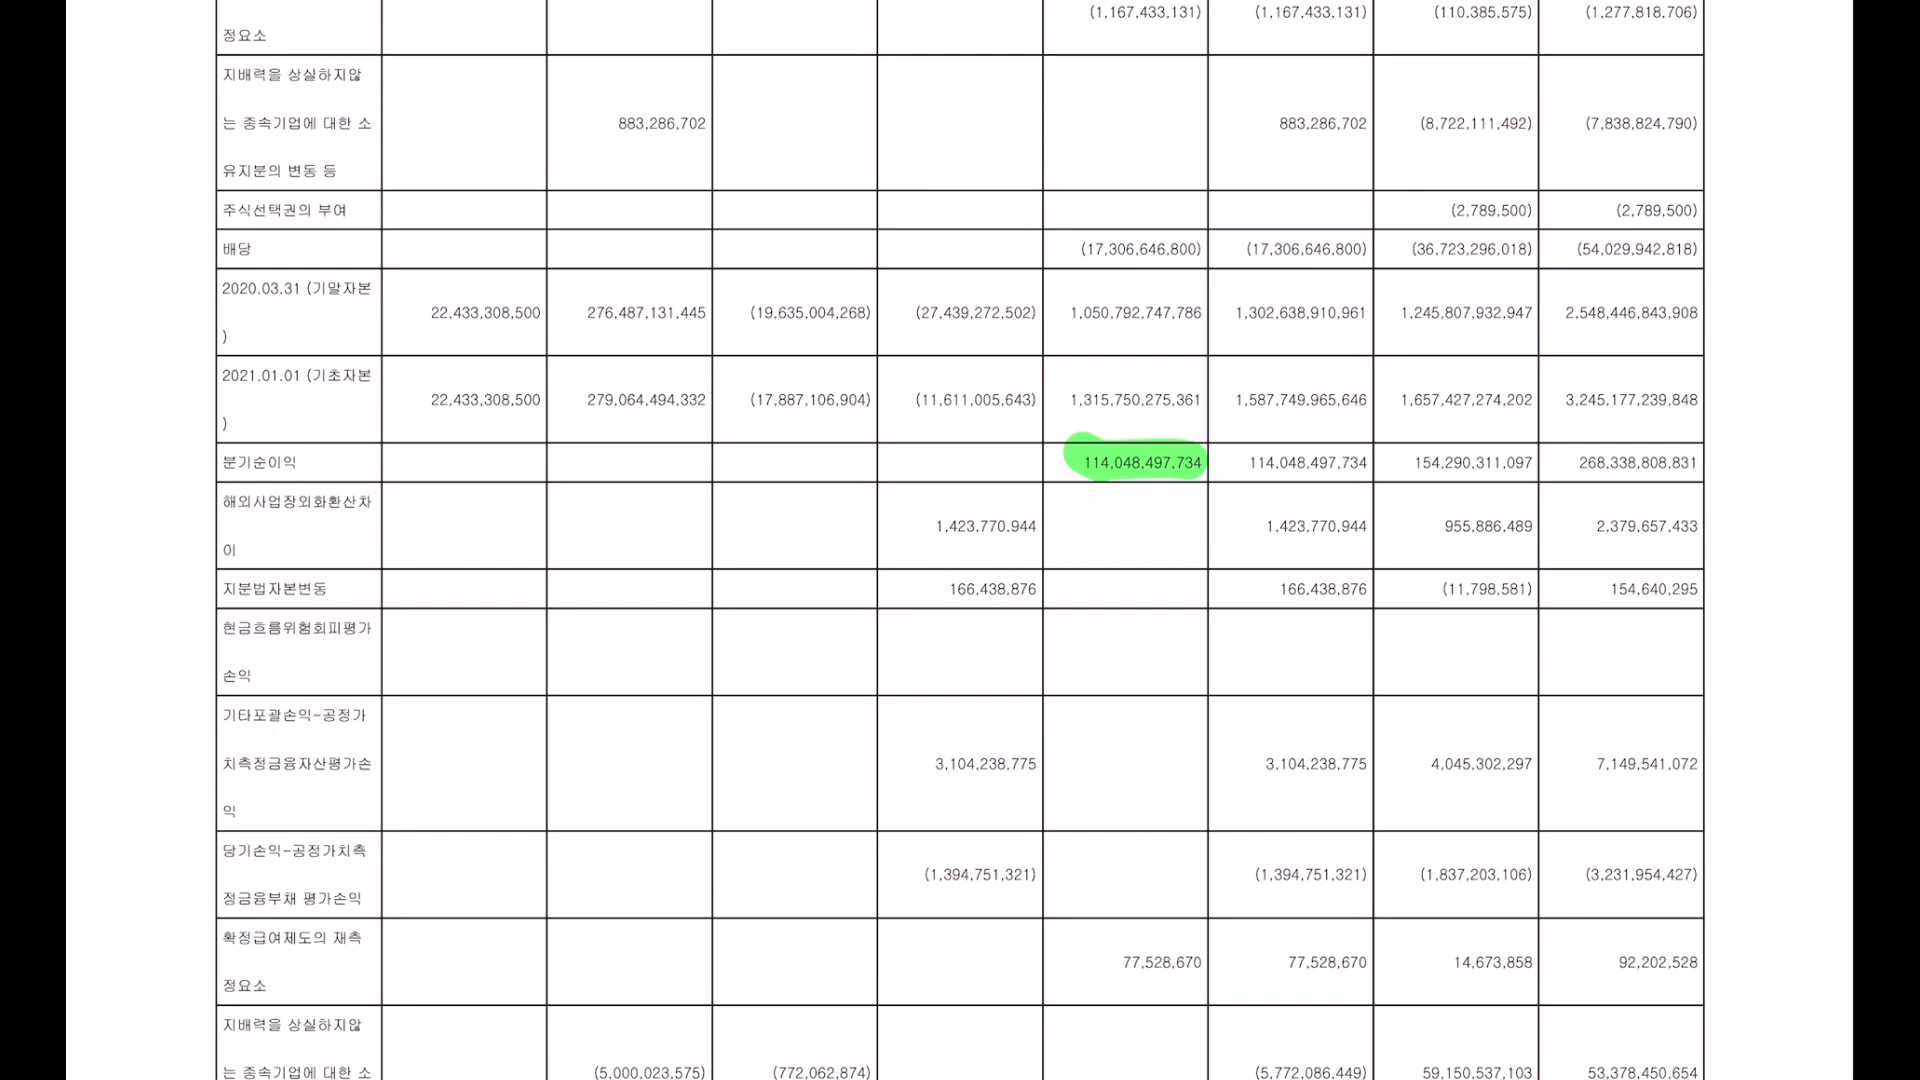 (1,167,433,131) (1,167,433,131) (110,385,575) (1,277,818,706)
정요소
지배력을 상실하지않
는 종속기업에 대한 소 883,286,702 883,286,702 (8,722,111,492) (7,838,824,790)
유지분의 변동 등
주식선택권의 부여 (2,789,500) (2,789,500)
배당 (17,306,646,800) (17,306,646,800) (36,723,296,018) (54,029,942,818)
2020.03.31 (기말자본
22,433,308,500 276,487,131,445 (19,635,004,268) (27,439,272,502) 1,050,792,747,786 1,302,638,910,961 1,245,807,932,947 2,548,446,843,908
)
2021.01.01 (기초자본
22,433,308,500 279,064,494,332 (17,887,106,904) (11,611,005,643) 1,315,750,275,361 1,587,749,965,646 1,657,427,274,202 3,245,177,239,848
)
분기순이익 114,048,497,734 114,048,497,734 154,290,311,097 268,338,808,831
해외사업장외화환산차
1,423,770,944 1,423,770,944 955,886,489 2,379,657,433
이
지분법자본변동 166,438,876 166,438,876 (11,798,581) 154,640,295
현금흐름위험회피평가
손익
기타포괄손익-공정가
치측정금융자산평가손 3,104,238,775 3,104,238,775 4,045,302,297 7,149,541,072
익
당기손익-공정가치측
(1,394,751,321) (1,394,751,321) (1,837,203,106) (3,231,954,427)
정금융부채 평가손익
확정급여제도의 재측
77,528,670 77,528,670 14,673,858 92,202,528
정요소
지배력을 상실하지않
는 종속기업에 대한 소 (5,000,023,575) (772,062,874) (5,772,086,449) 59,150,537,103 53,378,450,654